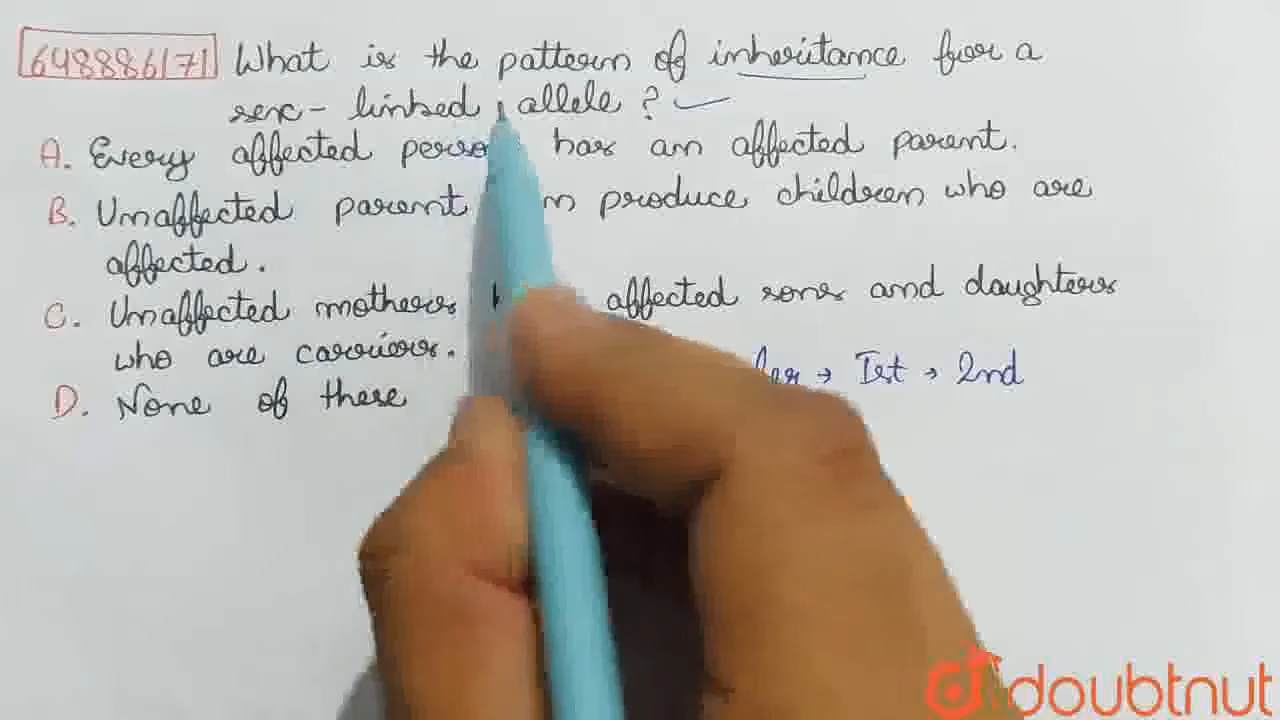 648886171 What is the pattern of inheritance for a
sex-linked allele?
A. Every affected has an affected parent.
B. Unaffected parent produce children who are
affected.
C. Unaffected mothers affected sons and daughters
who are carriers.
→ Ist → 2nd
D. None of these
doubtnut